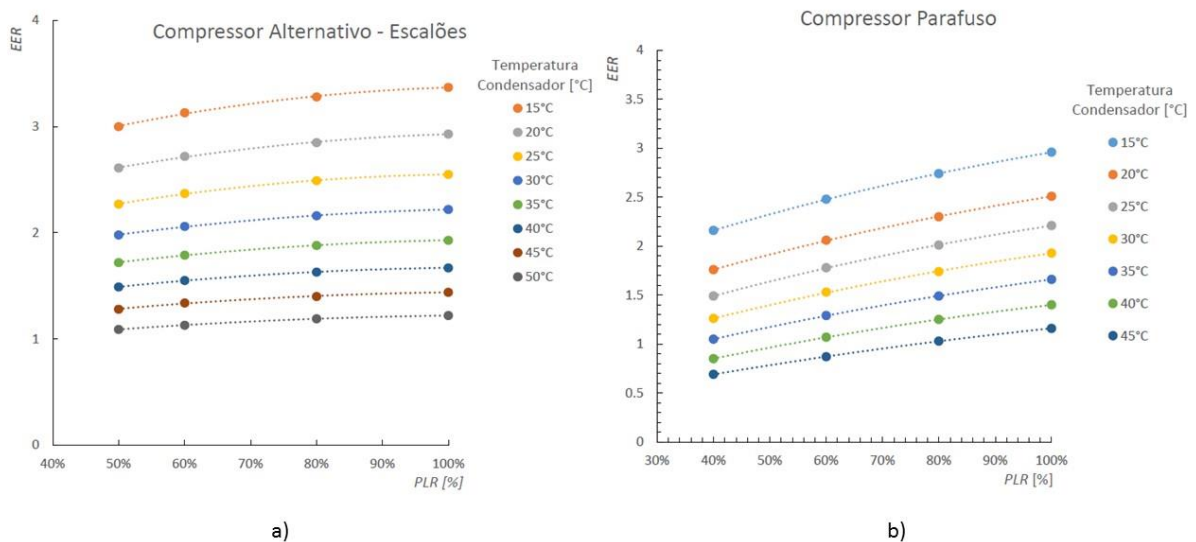 Compressor Alternativo - Escalões
EER
4
3
2
1
0
40%
50%
60%
70%
80%
90%
100%
PLR [%]
Temperatura
Condensador [°C]
15°C
20°C
25°C
30°C
35°C
40°C
45°C
50°C
a)
Compressor Parafuso
EER
4
3.5
3
2.5
2
1.5
1
0.5
0
30%
40%
50%
60%
70%
80%
90%
100%
PLR [%]
Temperatura
Condensador [°C]
15°C
20°C
25°C
30°C
35°C
40°C
45°C
b)